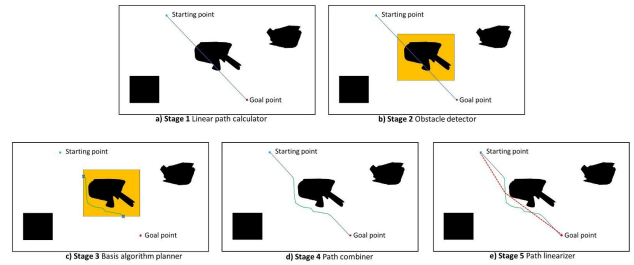 Starting point
Goal point
a) Stage 1 Linear path calculator
Starting point
Goal point
b) Stage 2 Obstacle detector
Starting point
Goal point
c) Stage 3 Basis algorithm planner
Starting point
Goal point
d) Stage 4 Path combiner
Starting point
Goal point
e) Stage 5 Path linearizer